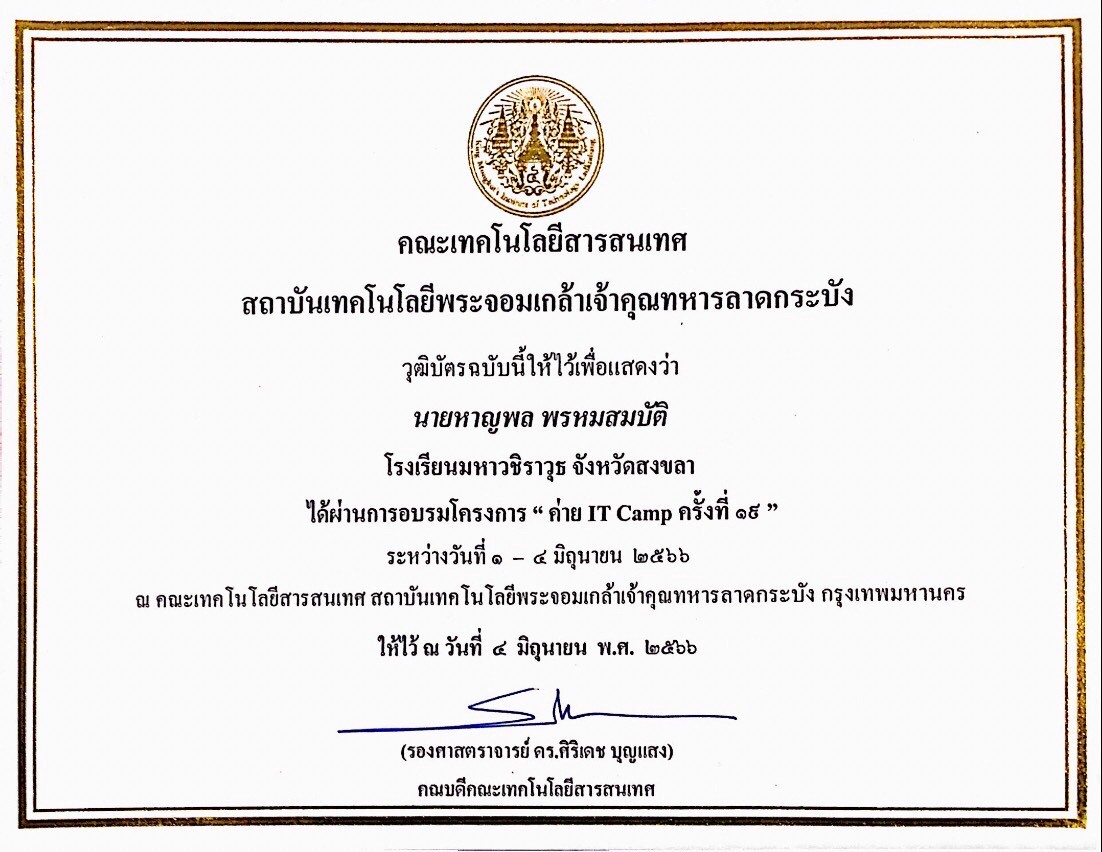 King Mongkut's Institute of Technology Ladkrabang
คณะเทคโนโลยีสารสนเทศ
สถาบันเทคโนโลยีพระจอมเกล้าเจ้าคุณทหารลาดกระบัง
วุฒิบัตรฉบับนี้ให้ไว้เพื่อแสดงว่า
นายหาญพล พรหมสมบัติ
โรงเรียนมหาวชิราวุธ จังหวัดสงขลา
ได้ผ่านการอบรมโครงการ “ ค่าย IT Camp ครั้งที่ ๑๙ ”
ระหว่างวันที่ ๑ – ๔ มิถุนายน ๒๕๖๖
ณ คณะเทคโนโลยีสารสนเทศ สถาบันเทคโนโลยีพระจอมเกล้าเจ้าคุณทหารลาดกระบัง กรุงเทพมหานคร
ให้ไว้ ณ วันที่ ๔ มิถุนายน พ.ศ. ๒๕๖๖
(รองศาสตราจารย์ ดร.ศิริเดช บุญแสง)
คณบดีคณะเทคโนโลยีสารสนเทศ